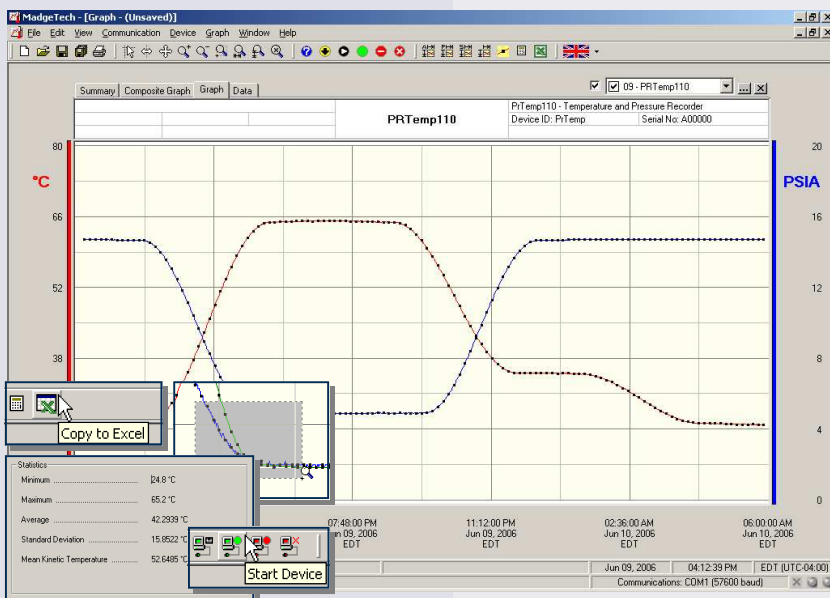 MadgeTech - [Graph - (Unsaved)]
File Edit View Communication Device Graph Window Help
Summary Composite Graph Graph Data
09 - PRTemp110
PRTemp110
PrTemp110 - Temperature and Pressure Recorder
Device ID: PrTemp Serial No: A00000
80 20
°C PSIA
66 16
52 12
38 8
Copy to Excel
4
Statistics
Minimum 24.8 °C
Maximum 65.2 °C
Average 42.2939 °C
Standard Deviation 15.8522 °C
Mean Kinetic Temperature 52.6485 °C
0
07:48:00 PM 11:12:00 PM 02:36:00 AM 06:00:00 AM
Jun 09, 2006 Jun 10, 2006 Jun 10, 2006
EDT EDT EDT EDT
Start Device
Jun 09, 2006 04:12:39 PM EDT (UTC-04:00)
Communications: COM1 (57600 baud)